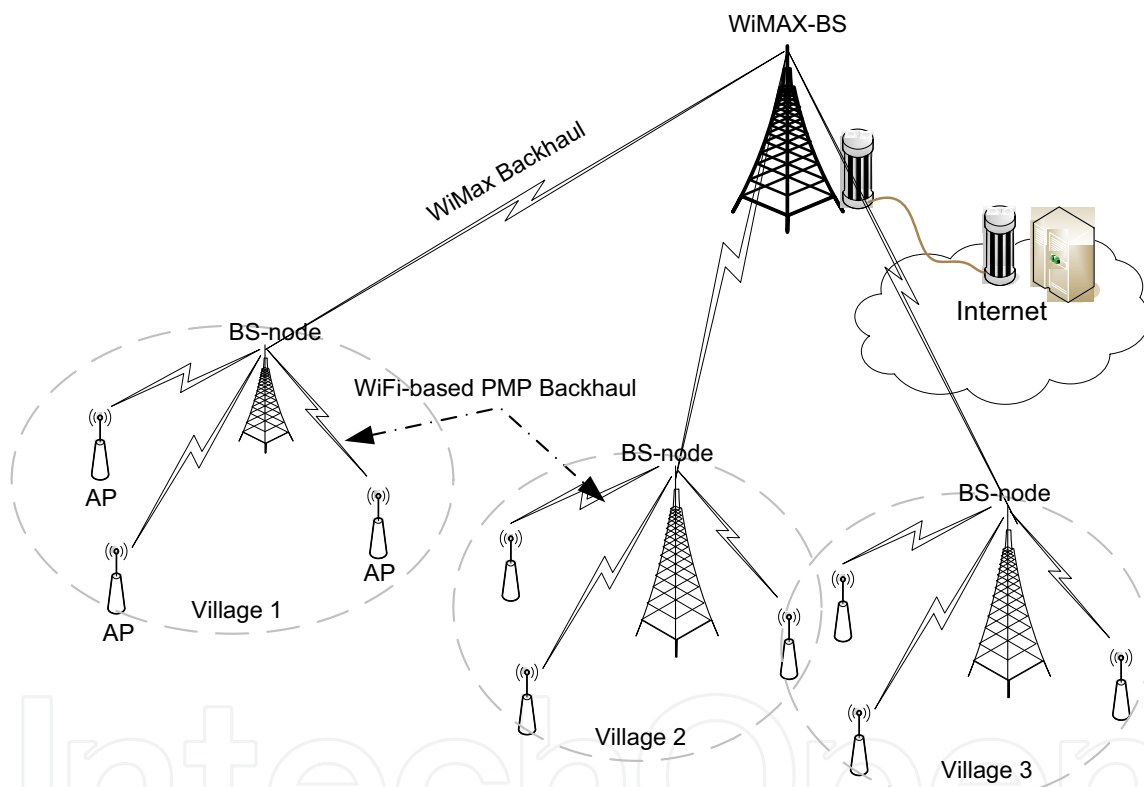 WiMAX-BS
WiMax Backhaul
Internet
BS-node
WiFi-based PMP Backhaul
BS-node
BS-node
AP
AP
AP
Village 1
Village 2
Village 3
IntechOpen